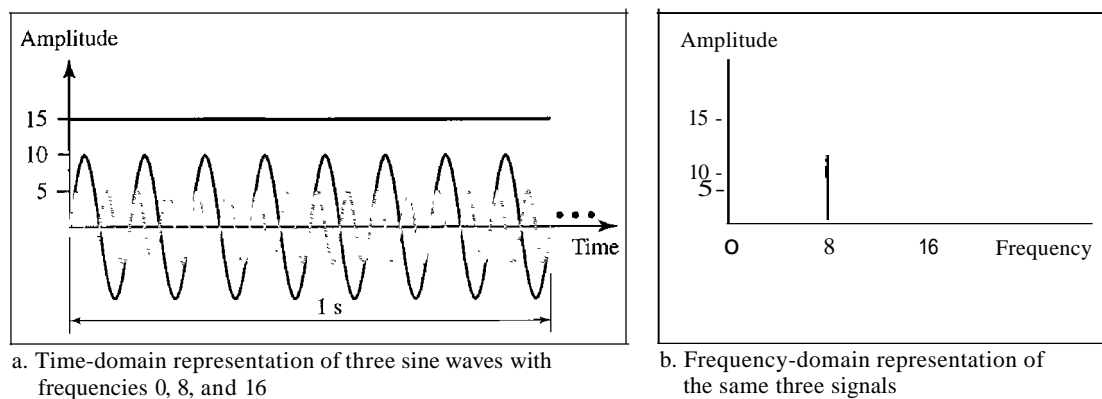 Amplitude
15
10
5
Time
1 s
a. Time-domain representation of three sine waves with
frequencies 0, 8, and 16
Amplitude
15 -
10 -
5 -
0 8 16 Frequency
b. Frequency-domain representation of
the same three signals